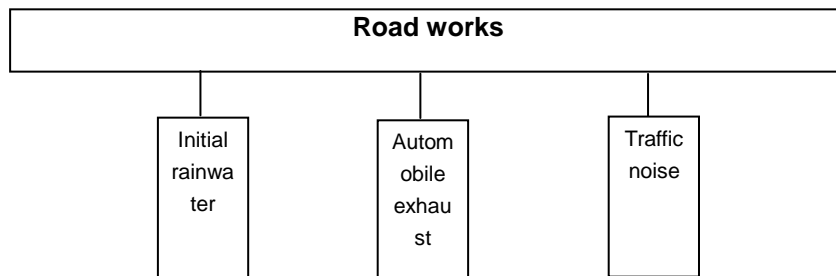 Road works
Initial
rainwa
ter
Autom
obile
exhau
st
Traffic
noise